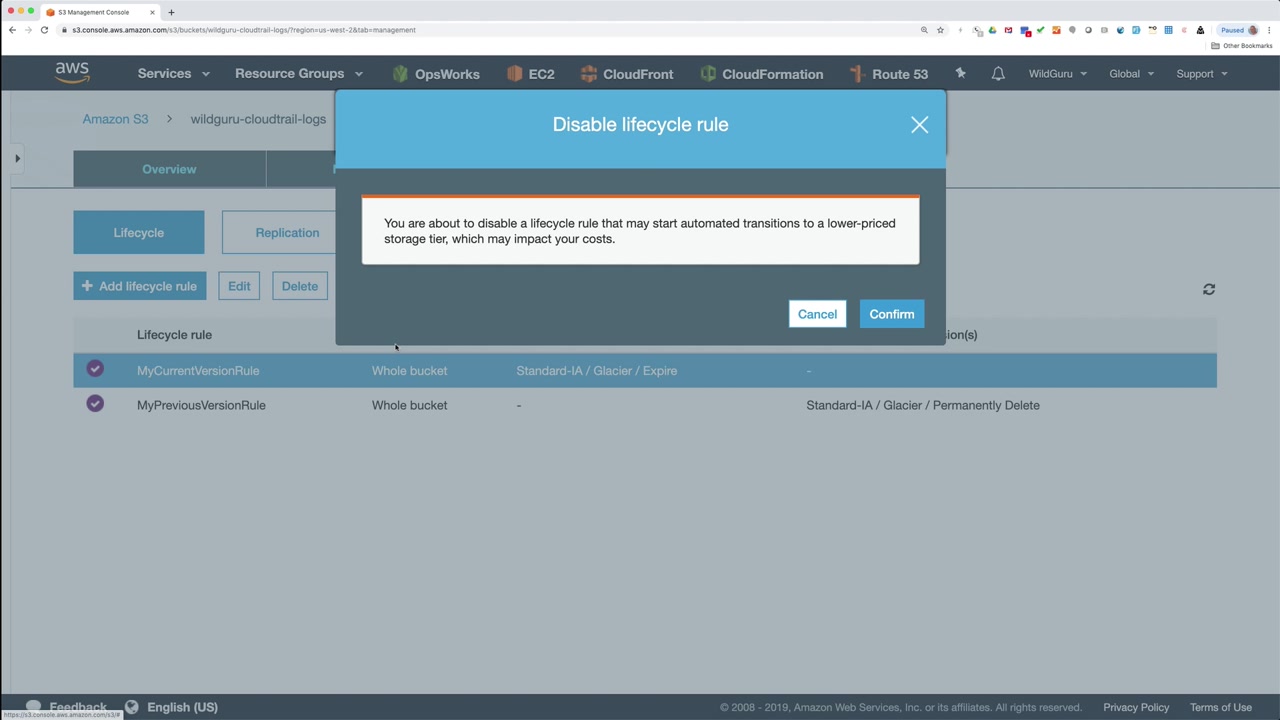 S3 Management Console
s3.console.aws.amazon.com/s3/buckets/wildguru-cloudtrail-logs/?region=us-west-2&tab=management
Paused
Other Bookmarks
aws
Services
Resource Groups
OpsWorks
EC2
CloudFront
CloudFormation
Route 53
WildGuru
Global
Support
Amazon S3
wildguru-cloudtrail-logs
Disable lifecycle rule
Overview
You are about to disable a lifecycle rule that may start automated transitions to a lower-priced
storage tier, which may impact your costs.
Lifecycle
Replication
+ Add lifecycle rule
Edit
Delete
Cancel
Confirm
Lifecycle rule
ion(s)
MyCurrentVersionRule
Whole bucket
Standard-IA / Glacier / Expire
-
MyPreviousVersionRule
Whole bucket
-
Standard-IA / Glacier / Permanently Delete
Feedback
English (US)
© 2008 - 2019, Amazon Web Services, Inc. or its affiliates. All rights reserved.
Privacy Policy
Terms of Use
https://s3.console.aws.amazon.com/s3/#